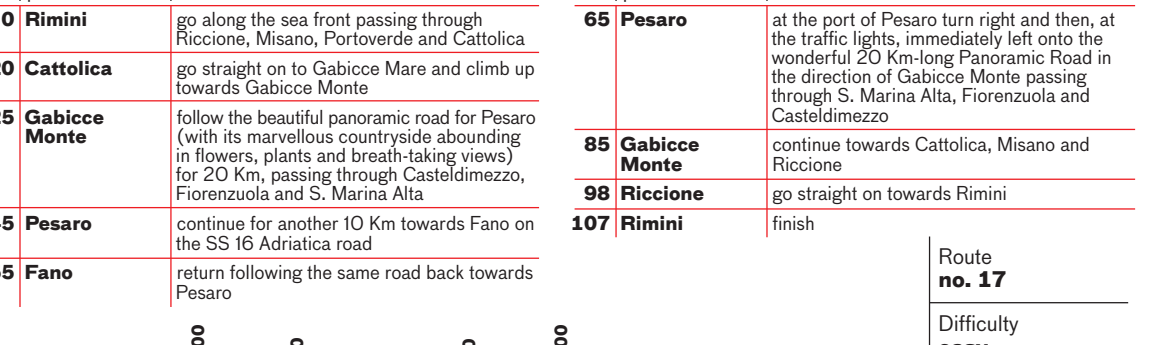 0 Rimini go along the sea front passing through
Riccione, Misano, Portoverde and Cattolica
20 Cattolica go straight on to Gabicce Mare and climb up
towards Gabicce Monte
25 Gabicce follow the beautiful panoramic road for Pesaro
Monte (with its marvellous countryside abounding
in flowers, plants and breath-taking views)
for 20 Km, passing through Casteldimezzo,
Fiorenzuola and S. Marina Alta
5 Pesaro continue for another 10 Km towards Fano on
the SS 16 Adriatica road
5 Fano return following the same road back towards
Pesaro
65 Pesaro at the port of Pesaro turn right and then, at
the traffic lights, immediately left onto the
wonderful 20 Km-long Panoramic Road in
the direction of Gabicce Monte passing
through S. Marina Alta, Fiorenzuola and
Casteldimezzo
85 Gabicce continue towards Cattolica, Misano and
Monte Riccione
98 Riccione go straight on towards Rimini
107 Rimini finish
Route
no. 17
Difficulty